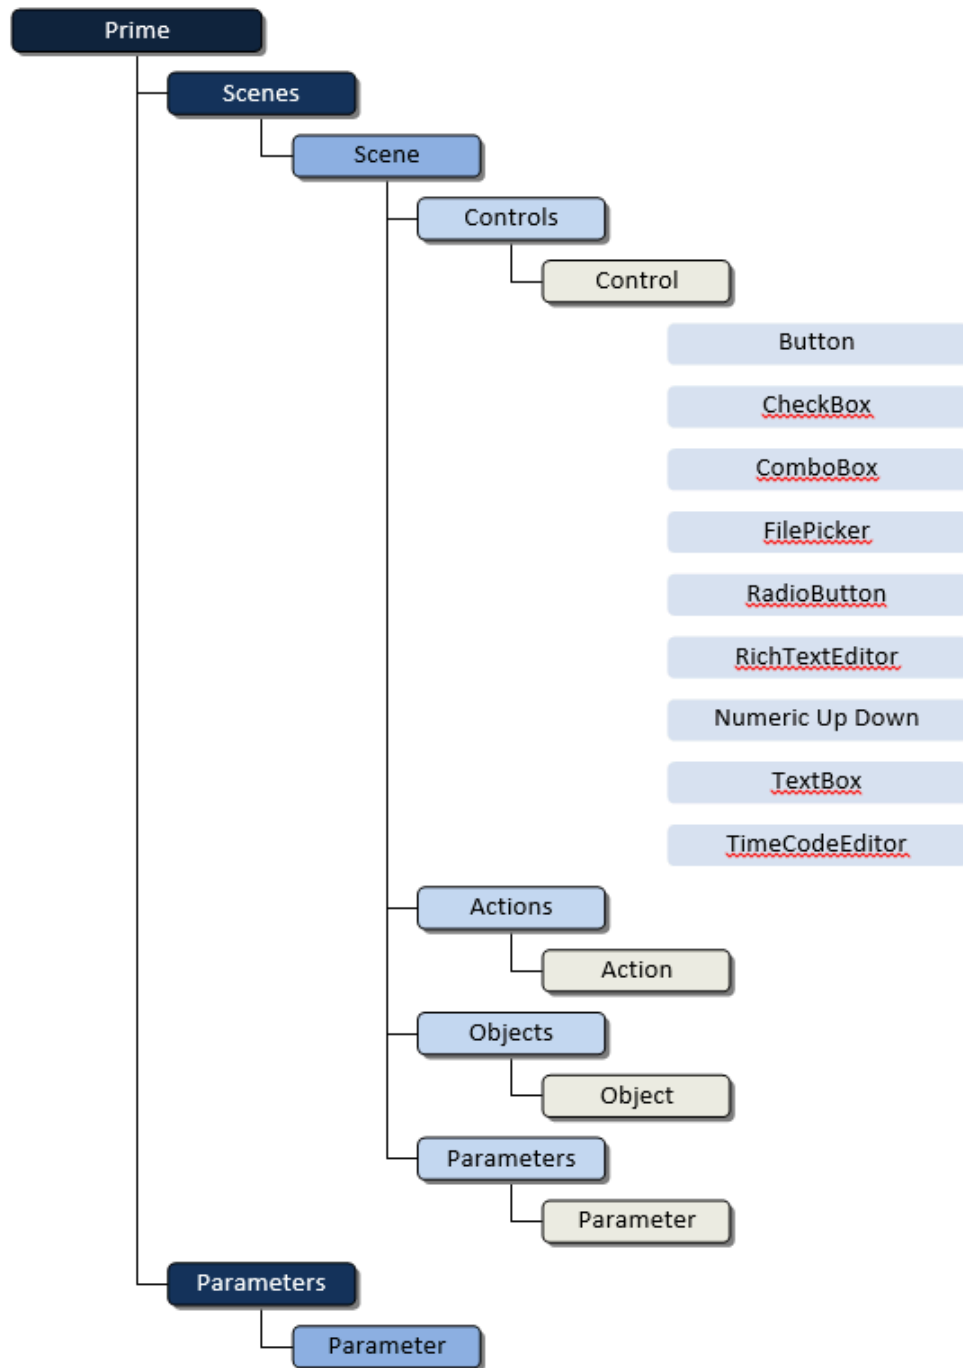 Prime
Scenes
Scene
Controls
Control
Button
CheckBox
ComboBox
FilePicker
RadioButton
RichTextEditor
Numeric Up Down
TextBox
TimeCodeEditor
Actions
Action
Objects
Object
Parameters
Parameter
Parameters
Parameter